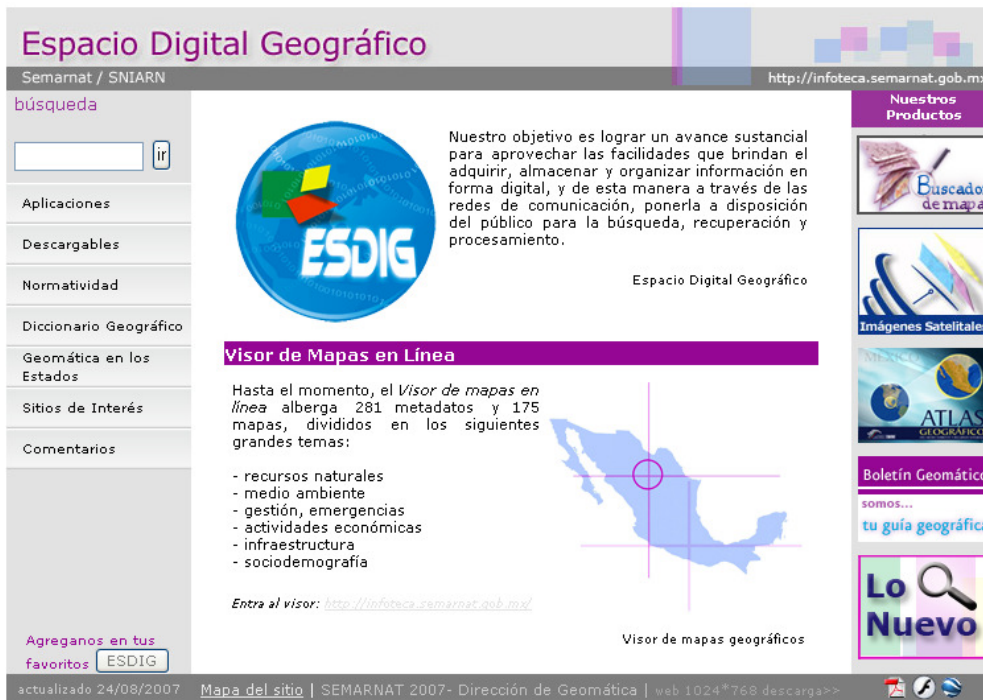 Espacio Digital Geográfico
Semarnat / SNIARN
http://infoteca.semarnat.gob.mx
búsqueda
ir
Aplicaciones
Descargables
Normatividad
Diccionario Geográfico
Geomática en los
Estados
Sitios de Interés
Comentarios
Agreganos en tus
favoritos ESDIG
ESDIG
Nuestro objetivo es lograr un avance sustancial
para aprovechar las facilidades que brindan el
adquirir, almacenar y organizar información en
forma digital, y de esta manera a través de las
redes de comunicación, ponerla a disposición
del público para la búsqueda, recuperación y
procesamiento.
Espacio Digital Geográfico
Visor de Mapas en Línea
Hasta el momento, el Visor de mapas en
línea alberga 281 metadatos y 175
mapas, divididos en los siguientes
grandes temas:
- recursos naturales
- medio ambiente
- gestión, emergencias
- actividades económicas
- infraestructura
- sociodemografía
Entra al visor: http://infoteca.semarnat.gob.mx/
Visor de mapas geográficos
Nuestros
Productos
Buscador
de mapa
Imágenes Satelitales
MÉXICO
ATLAS
GEOGRÁFICO
Boletín Geomático
somos...
tu guía geográfica
Lo
Nuevo
actualizado 24/08/2007 Mapa del sitio | SEMARNAT 2007- Dirección de Geomática | web 1024*768 descarga>>